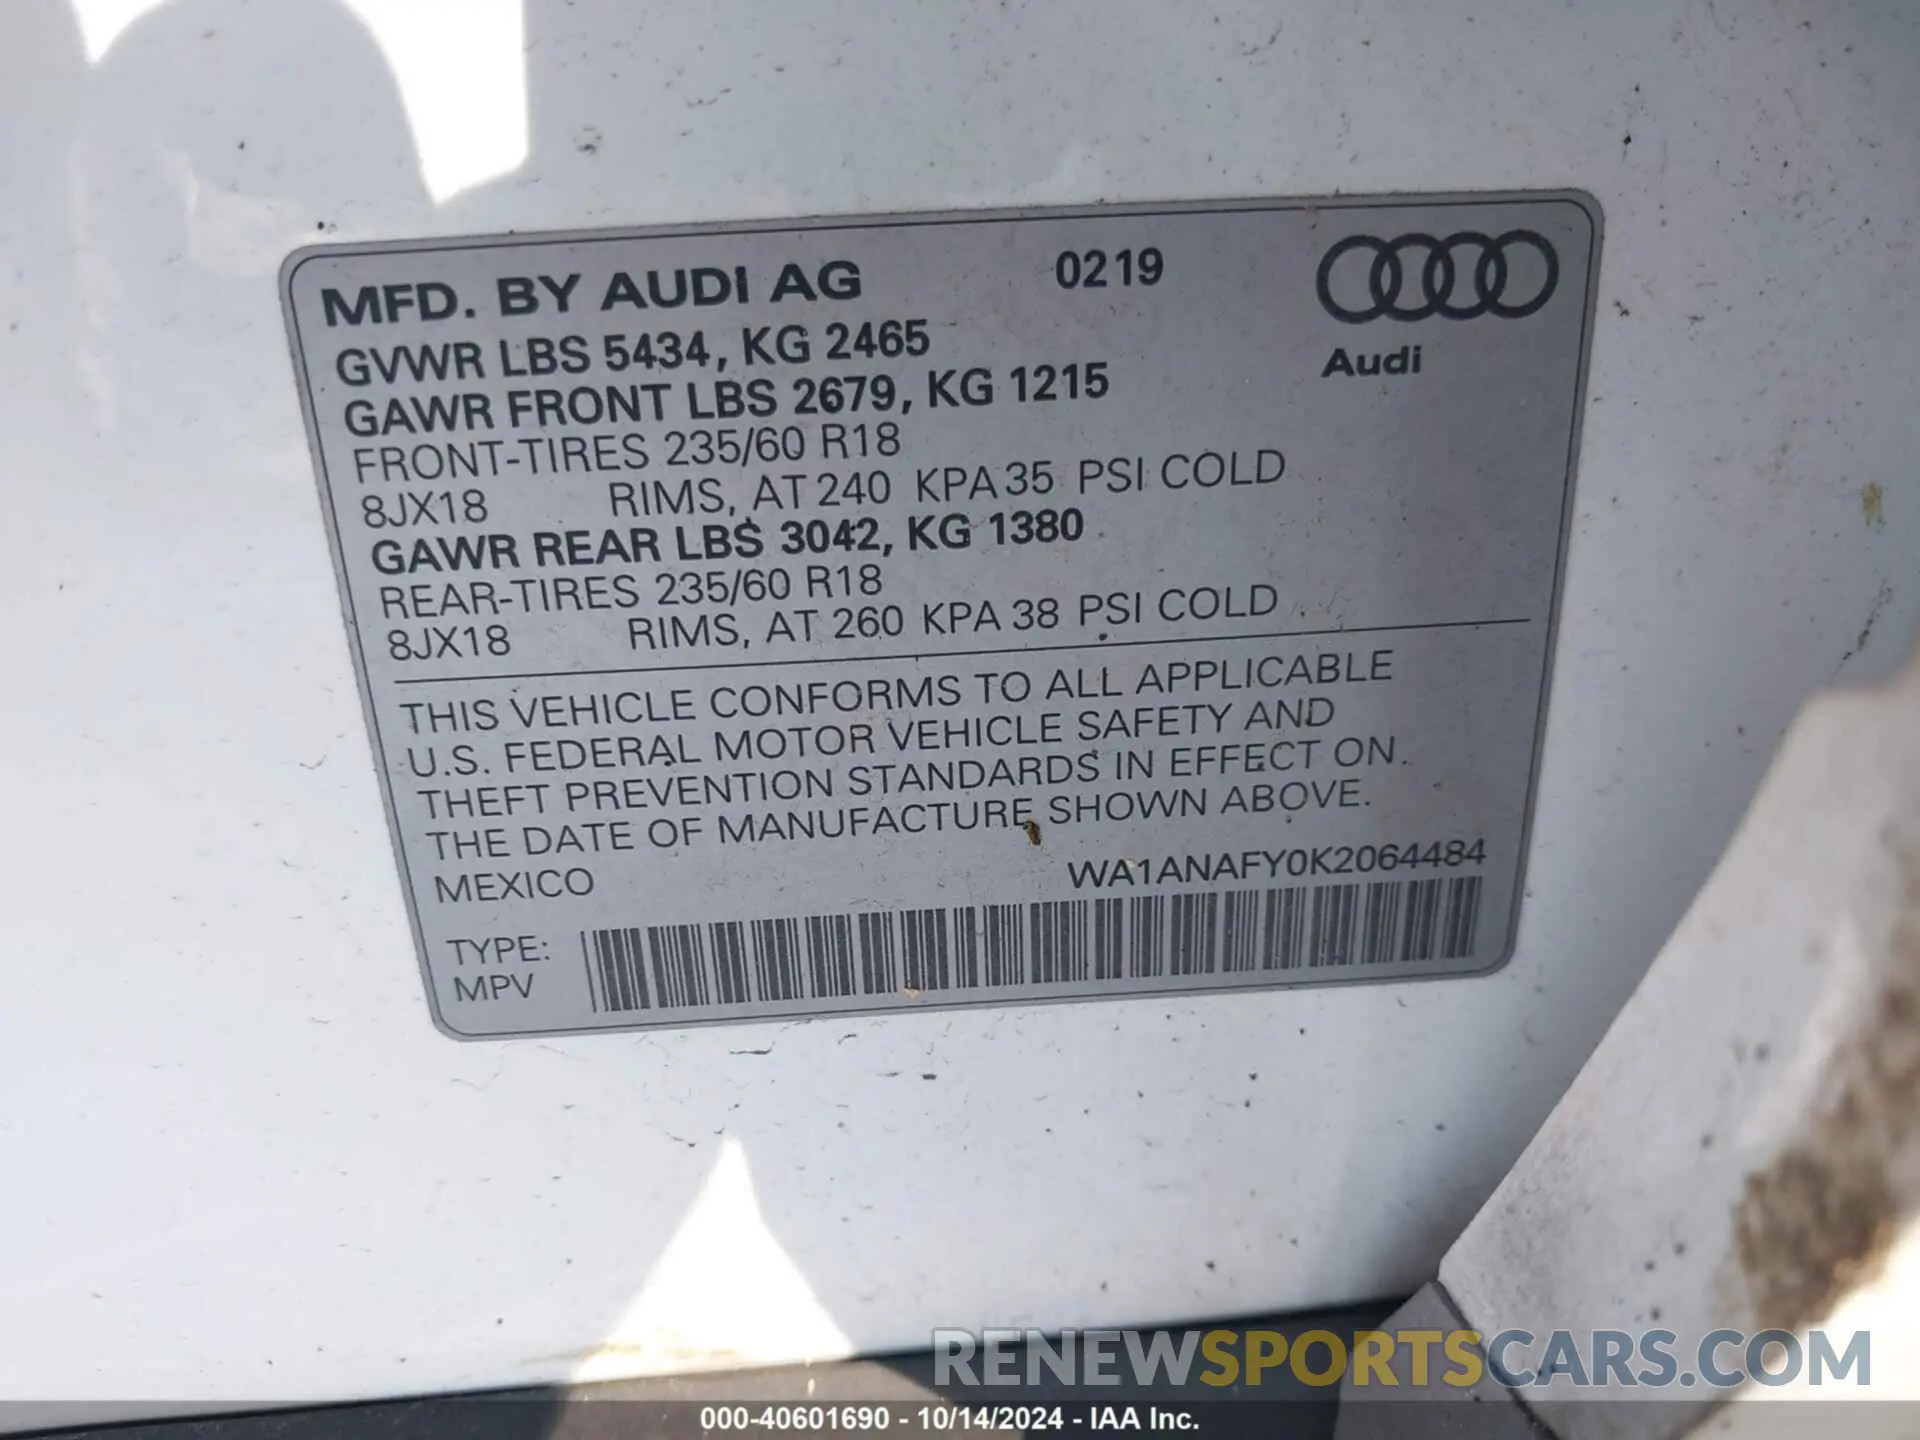 MFD. BY AUDI AG 0219
GVWR LBS 5434, KG 2465
GAWR FRONT LBS 2679, KG 1215
Audi
FRONT-TIRES 235/60 R18
8JX18 RIMS, AT 240 KPA 35 PSI COLD
GAWR REAR LBS 3042, KG 1380
REAR-TIRES 235/60 R18
8JX18 RIMS, AT 260 KPA 38 PSI COLD
THIS VEHICLE CONFORMS TO ALL APPLICABLE
U.S. FEDERAL MOTOR VEHICLE SAFETY AND
THEFT PREVENTION STANDARDS IN EFFECT ON
THE DATE OF MANUFACTURE SHOWN ABOVE.
MEXICO WA1ANAFY0K2064484
TYPE:
MPV
RENEWSPORTSCARS.COM
000-40601690 - 10/14/2024 - IAA Inc.